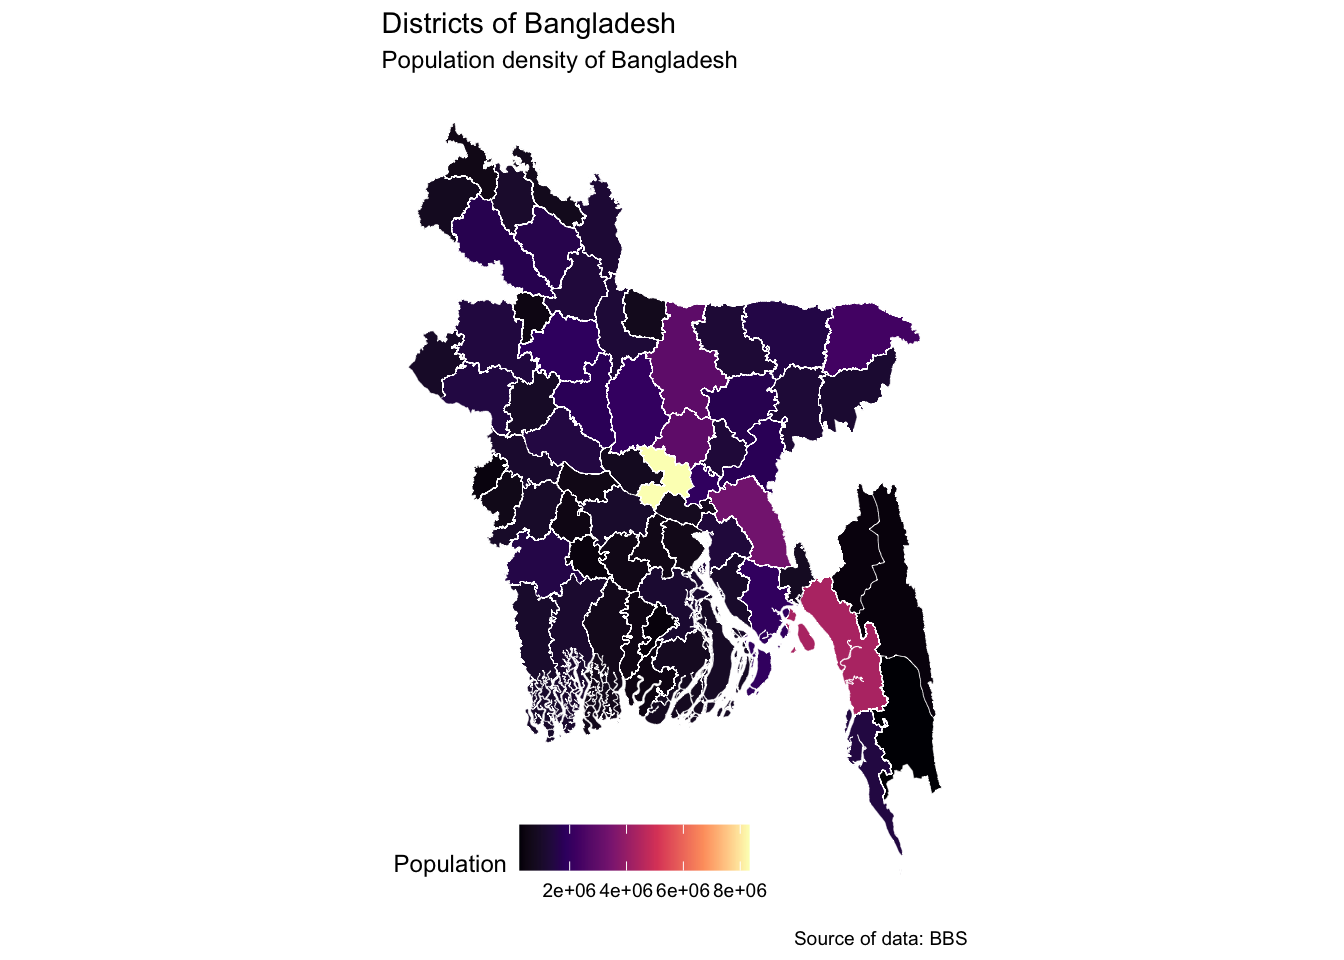 Districts of Bangladesh
Population density of Bangladesh
Population
2e+06 4e+06 6e+06 8e+06
Source of data: BBS